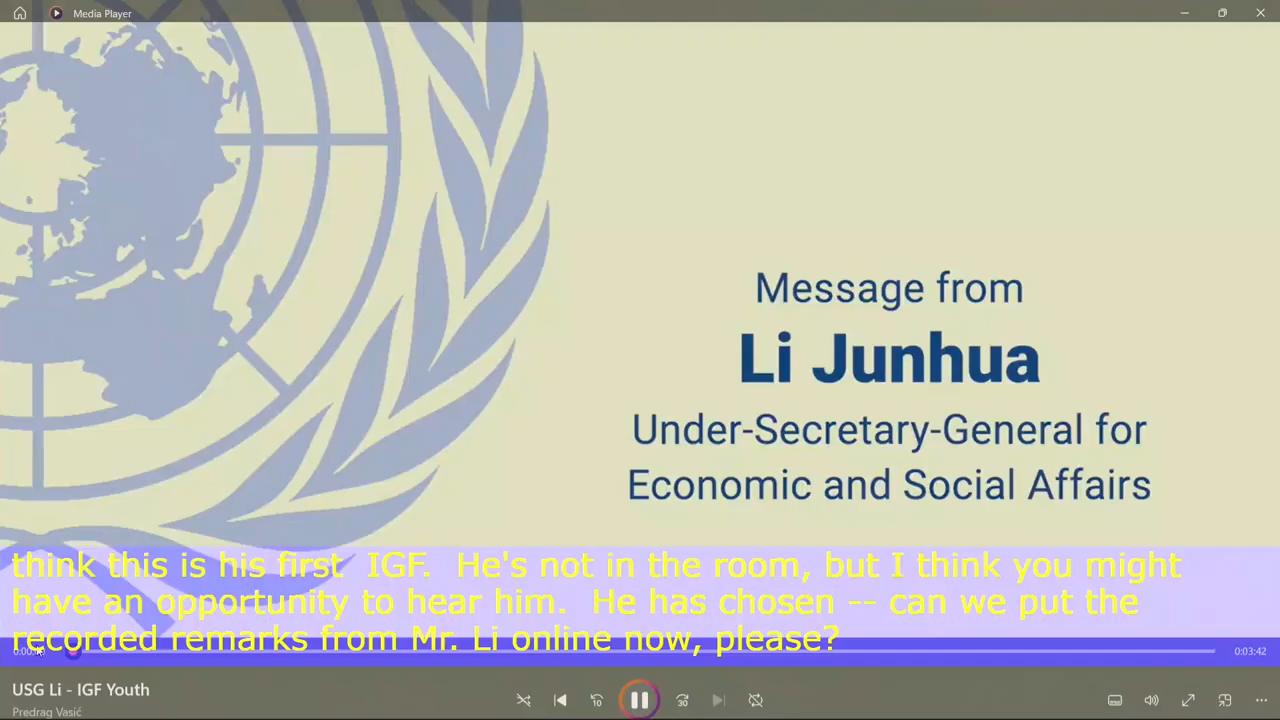 Media Player
Message from
Li Junhua
Under-Secretary-General for
Economic and Social Affairs
think this is his first IGF. He's not in the room, but I think you might
have an opportunity to hear him. He has chosen -- can we put the
recorded remarks from Mr. Li online now, please?
0:03:42
USG Li - IGF Youth
Predrag Vasić
10
30